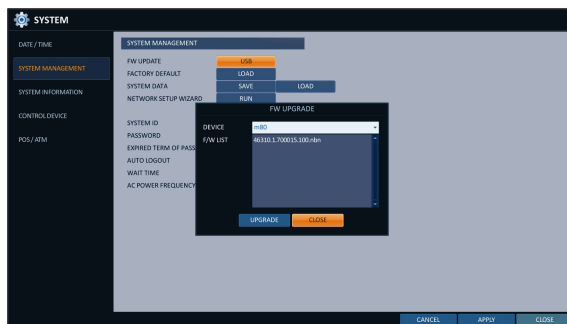 SYSTEM
DATE / TIME
SYSTEM MANAGEMENT
SYSTEM INFORMATION
CONTROL DEVICE
POS / ATM
SYSTEM MANAGEMENT
FW UPDATE USB
FACTORY DEFAULT LOAD
SYSTEM DATA SAVE LOAD
NETWORK SETUP WIZARD RUN
SYSTEM ID
PASSWORD
EXPIRED TERM OF PASS
AUTO LOGOUT
WAIT TIME
AC POWER FREQUENCY
FW UPGRADE
DEVICE m80
F/W LIST 46310.1.700015.100.nbn
UPGRADE CLOSE
CANCEL APPLY CLOSE